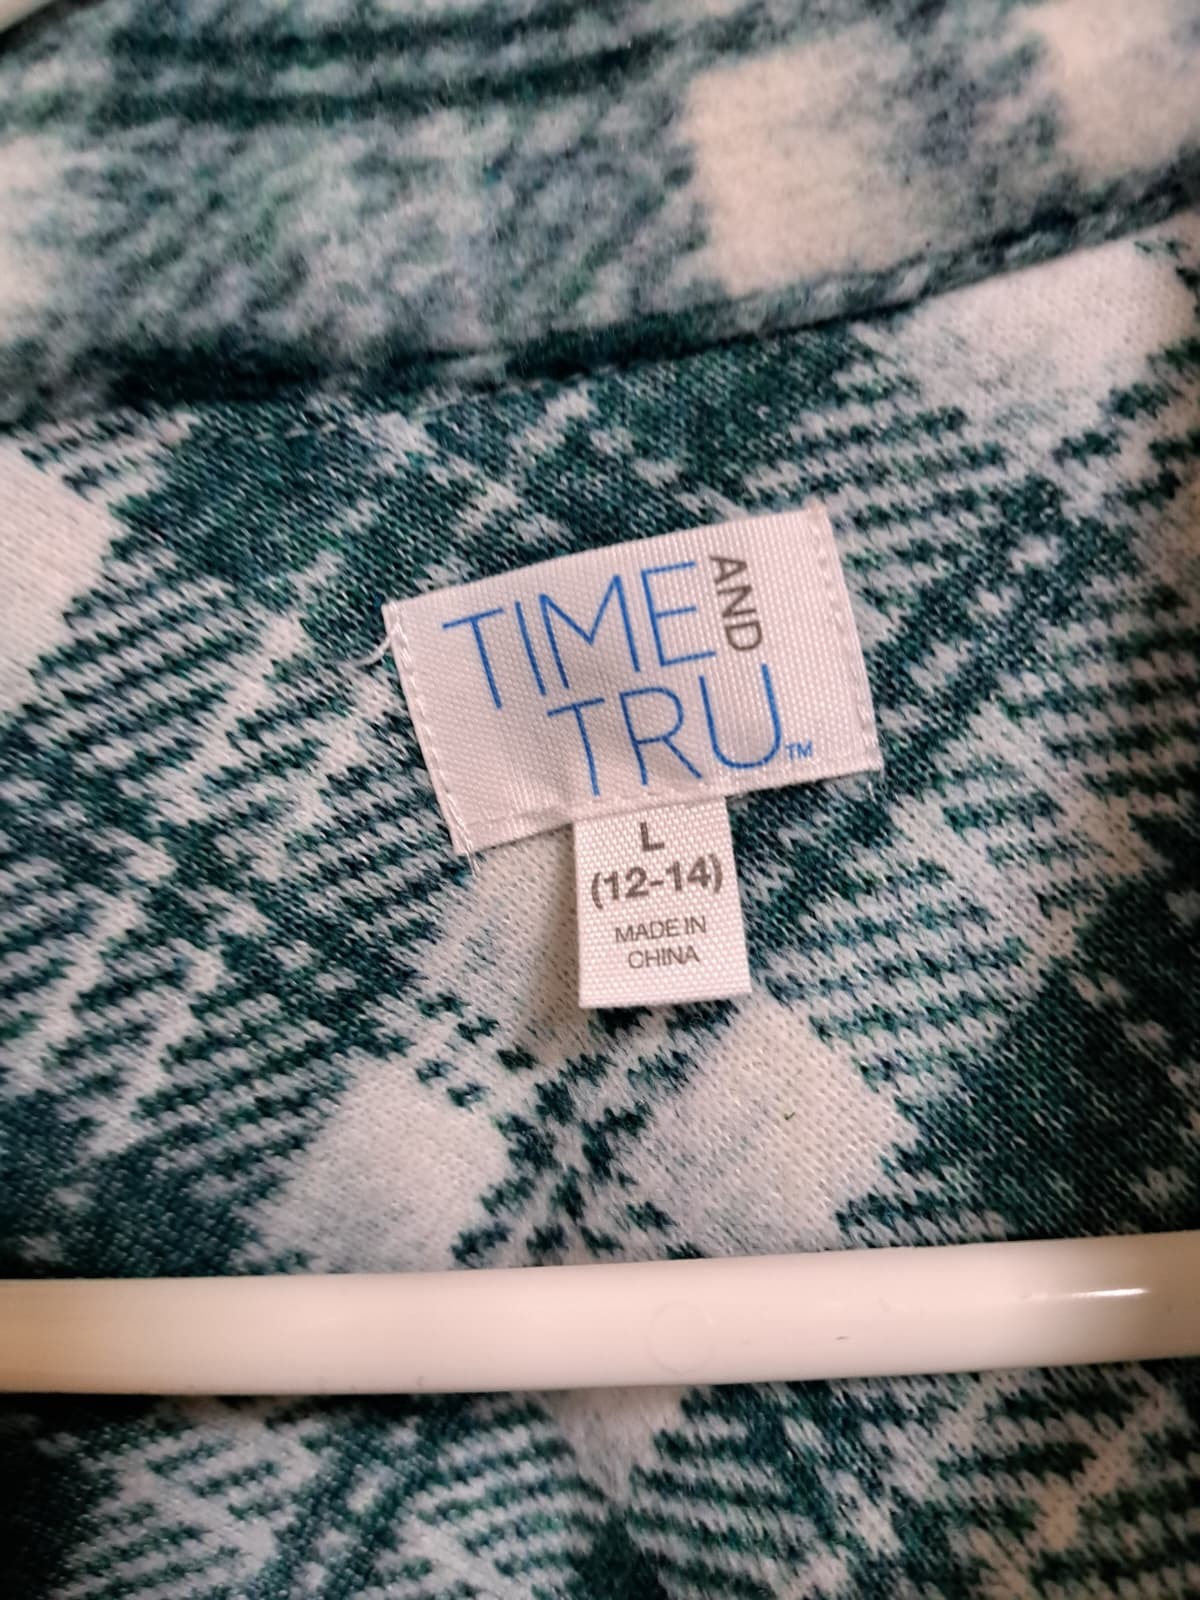 TIME AND
TRU™
L
(12-14)
MADE IN
CHINA